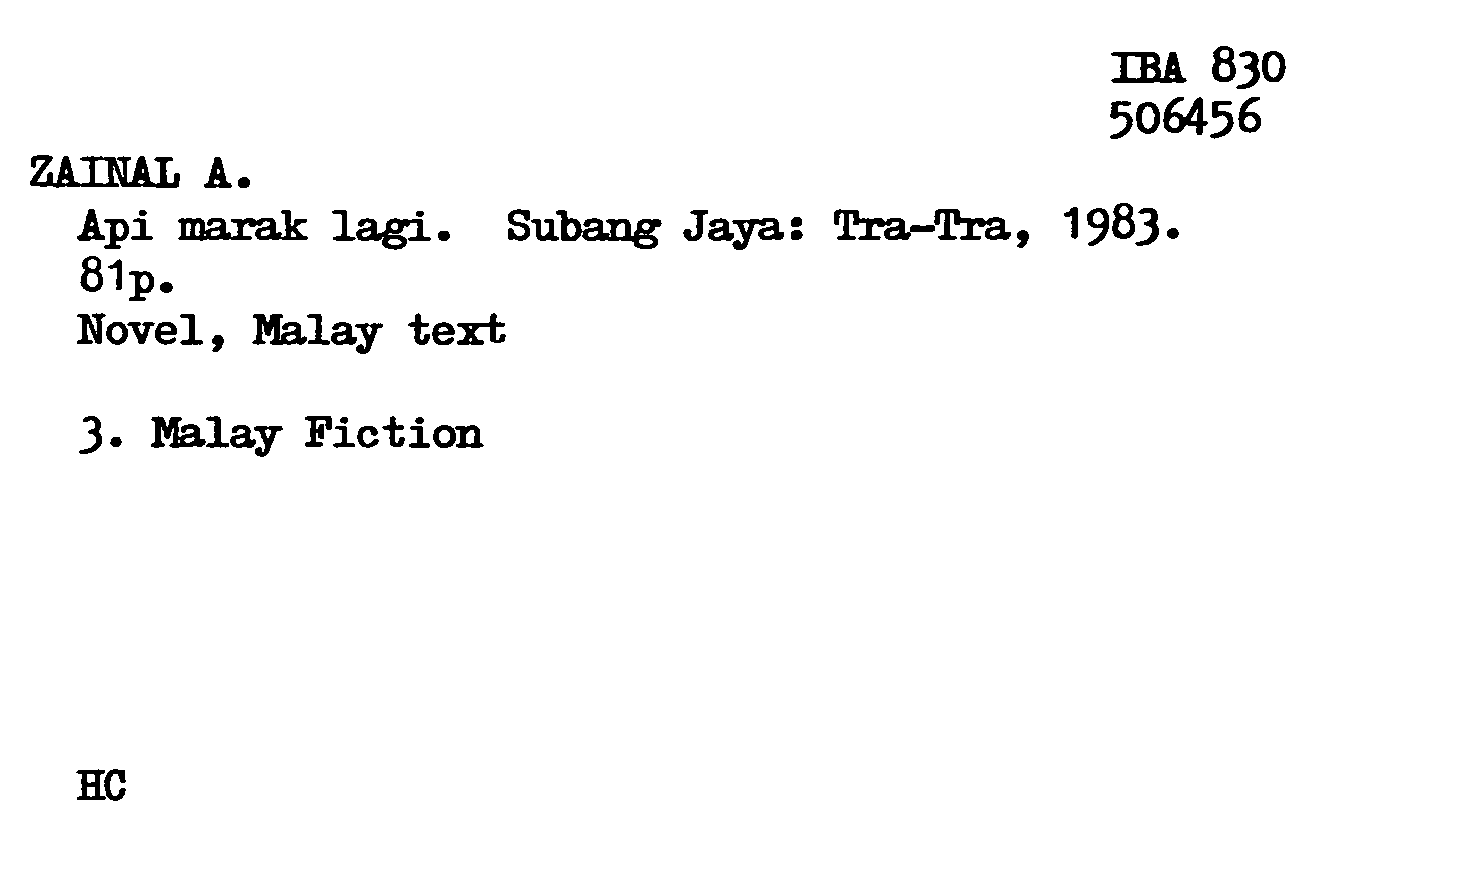 IBA 830
506456
ZAINAL A.
Api marak lagi. Subang Jaya: Tra-Tra, 1983.
81p.
Novel, Malay text
3. Malay Fiction
HC